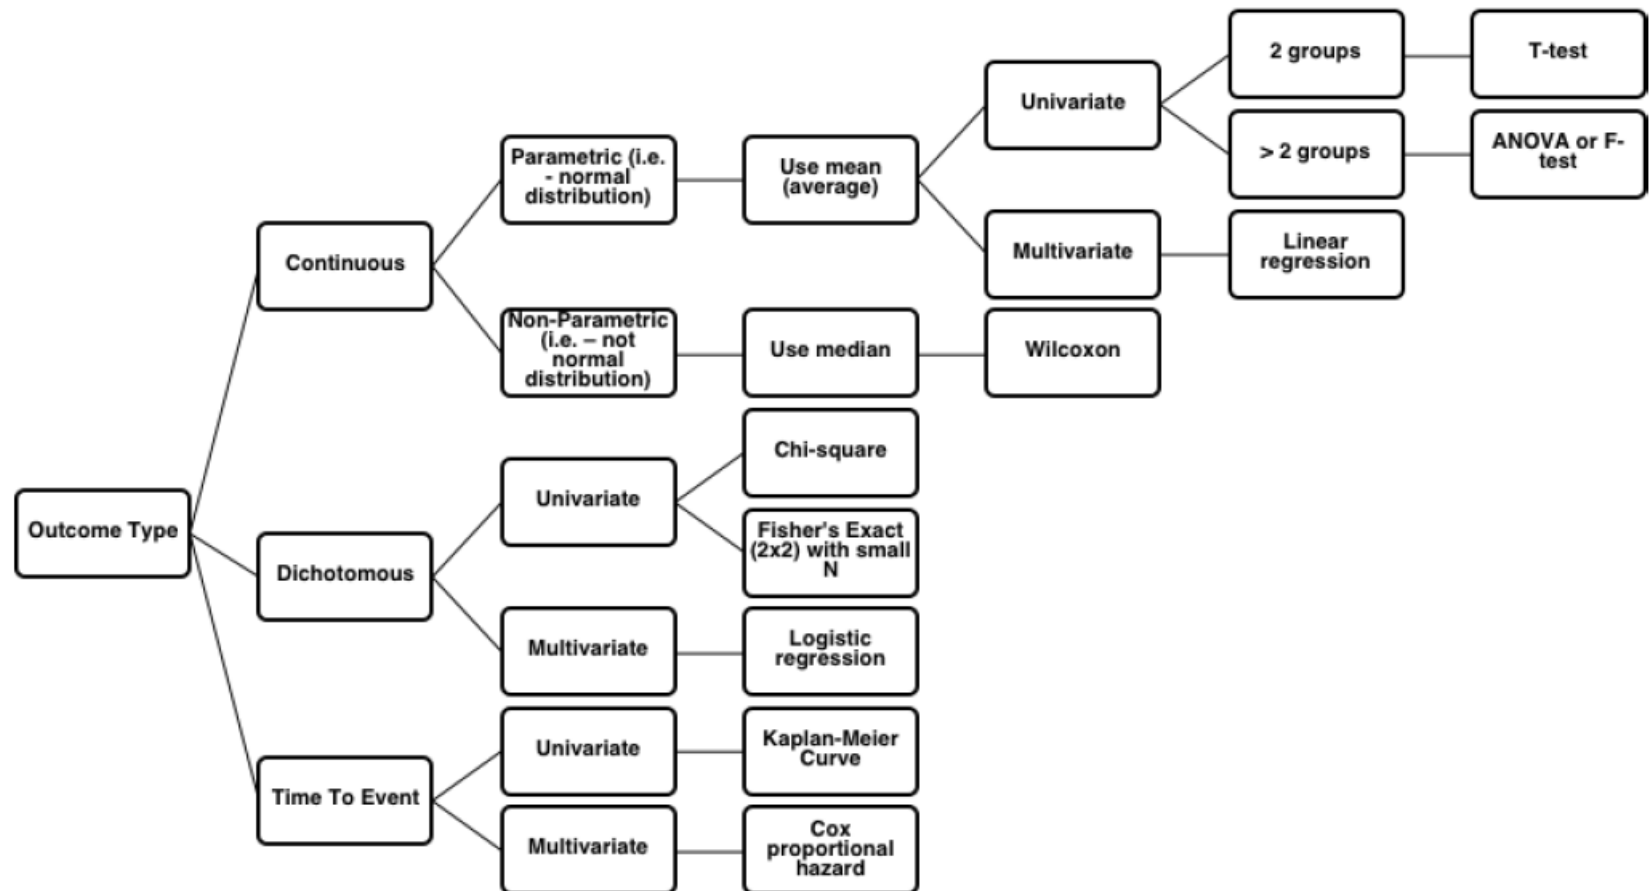 2 groups
T-test
Univariate
> 2 groups
ANOVA or F-
test
Parametric (i.e.
- normal
distribution)
Use mean
(average)
Continuous
Multivariate
Linear
regression
Non-Parametric
(i.e. – not
normal
distribution)
Use median
Wilcoxon
Outcome Type
Dichotomous
Univariate
Chi-square
Fisher's Exact
(2x2) with small
N
Multivariate
Logistic
regression
Time To Event
Univariate
Kaplan-Meier
Curve
Multivariate
Cox
proportional
hazard